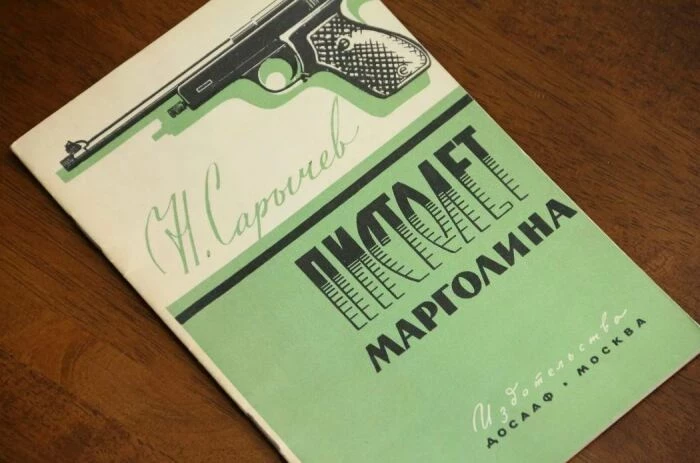 Н. Сарычев
ПИСТОЛЕТ
МАРГОЛИНА
Издательство
ДОСААФ • МОСКВА